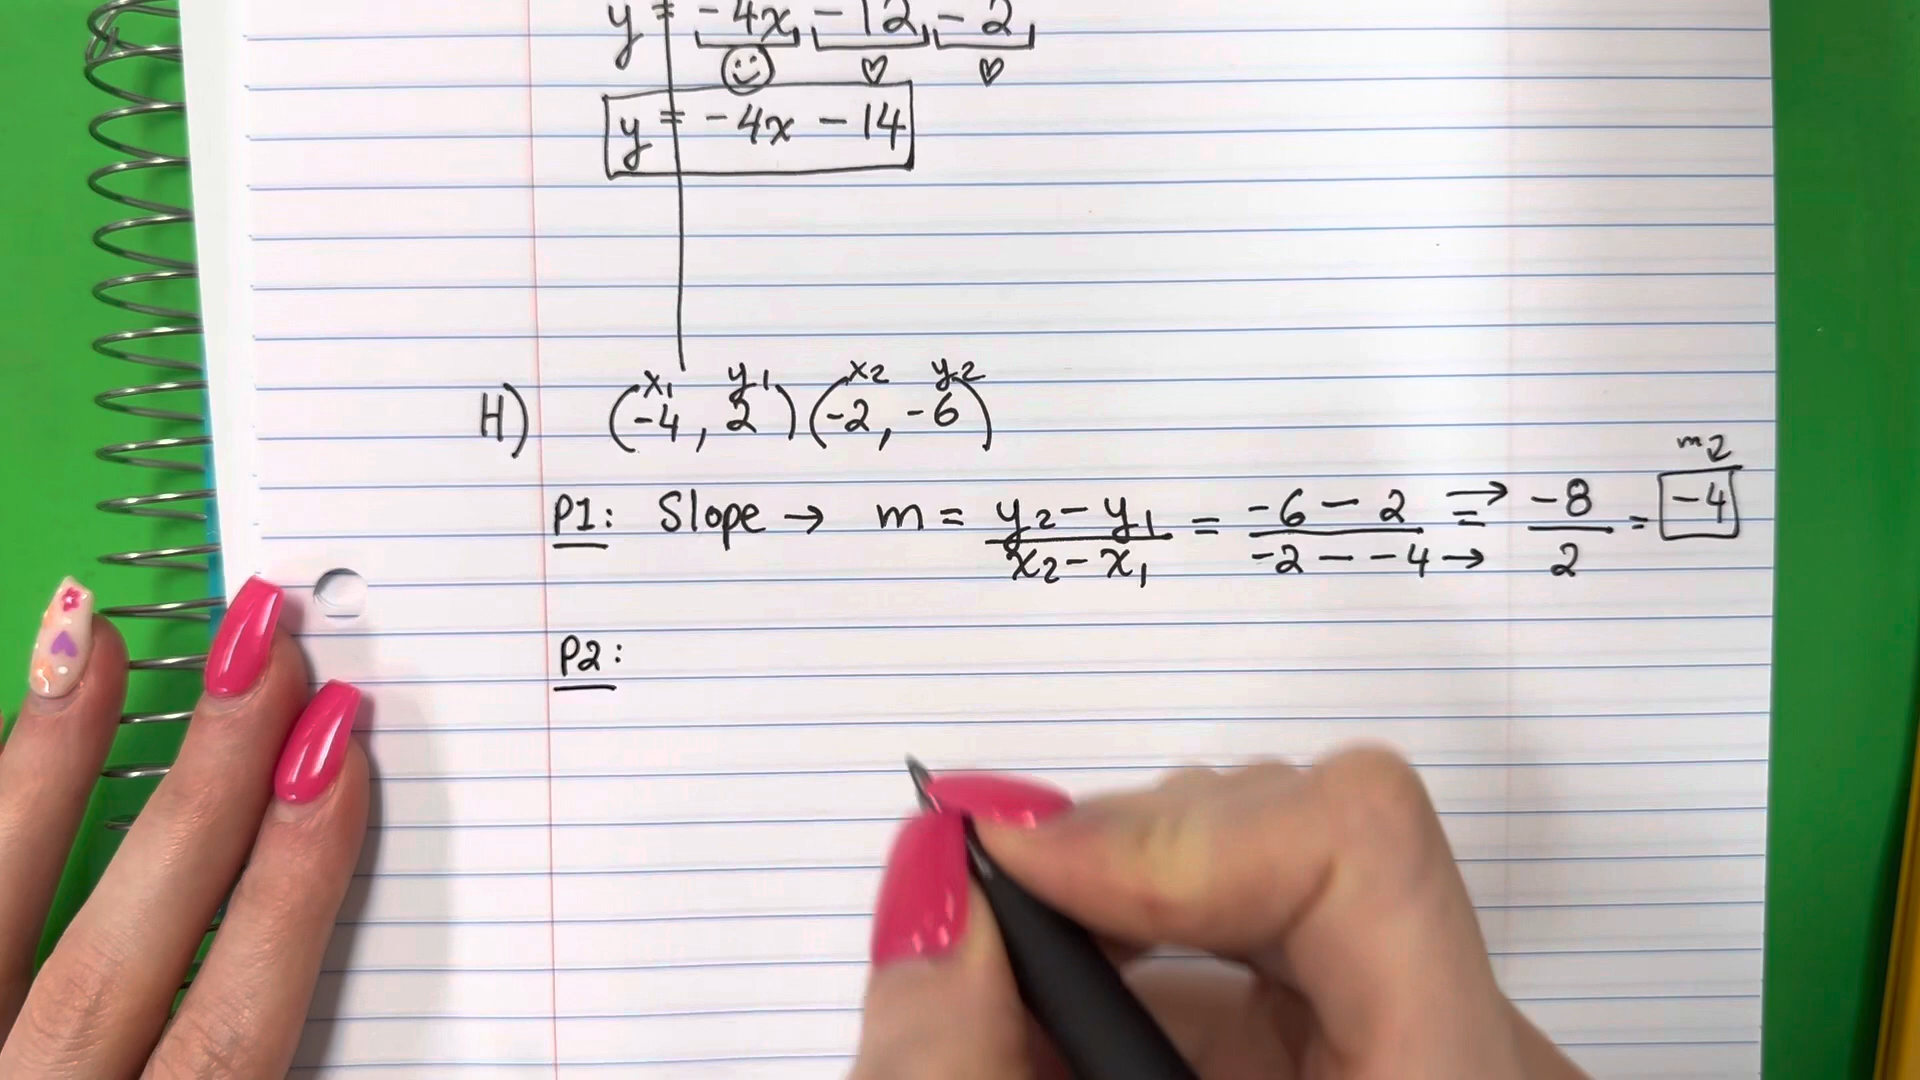 y = -4x - 12 - 2
y = -4x - 14
x1 y1 x2 y2
H) (-4, 2) (-2, -6)
m2
P1: Slope → m = y2 - y1 / x2 - x1 = -6 - 2 / -2 - -4 → = → -8 / 2 = -4
P2: